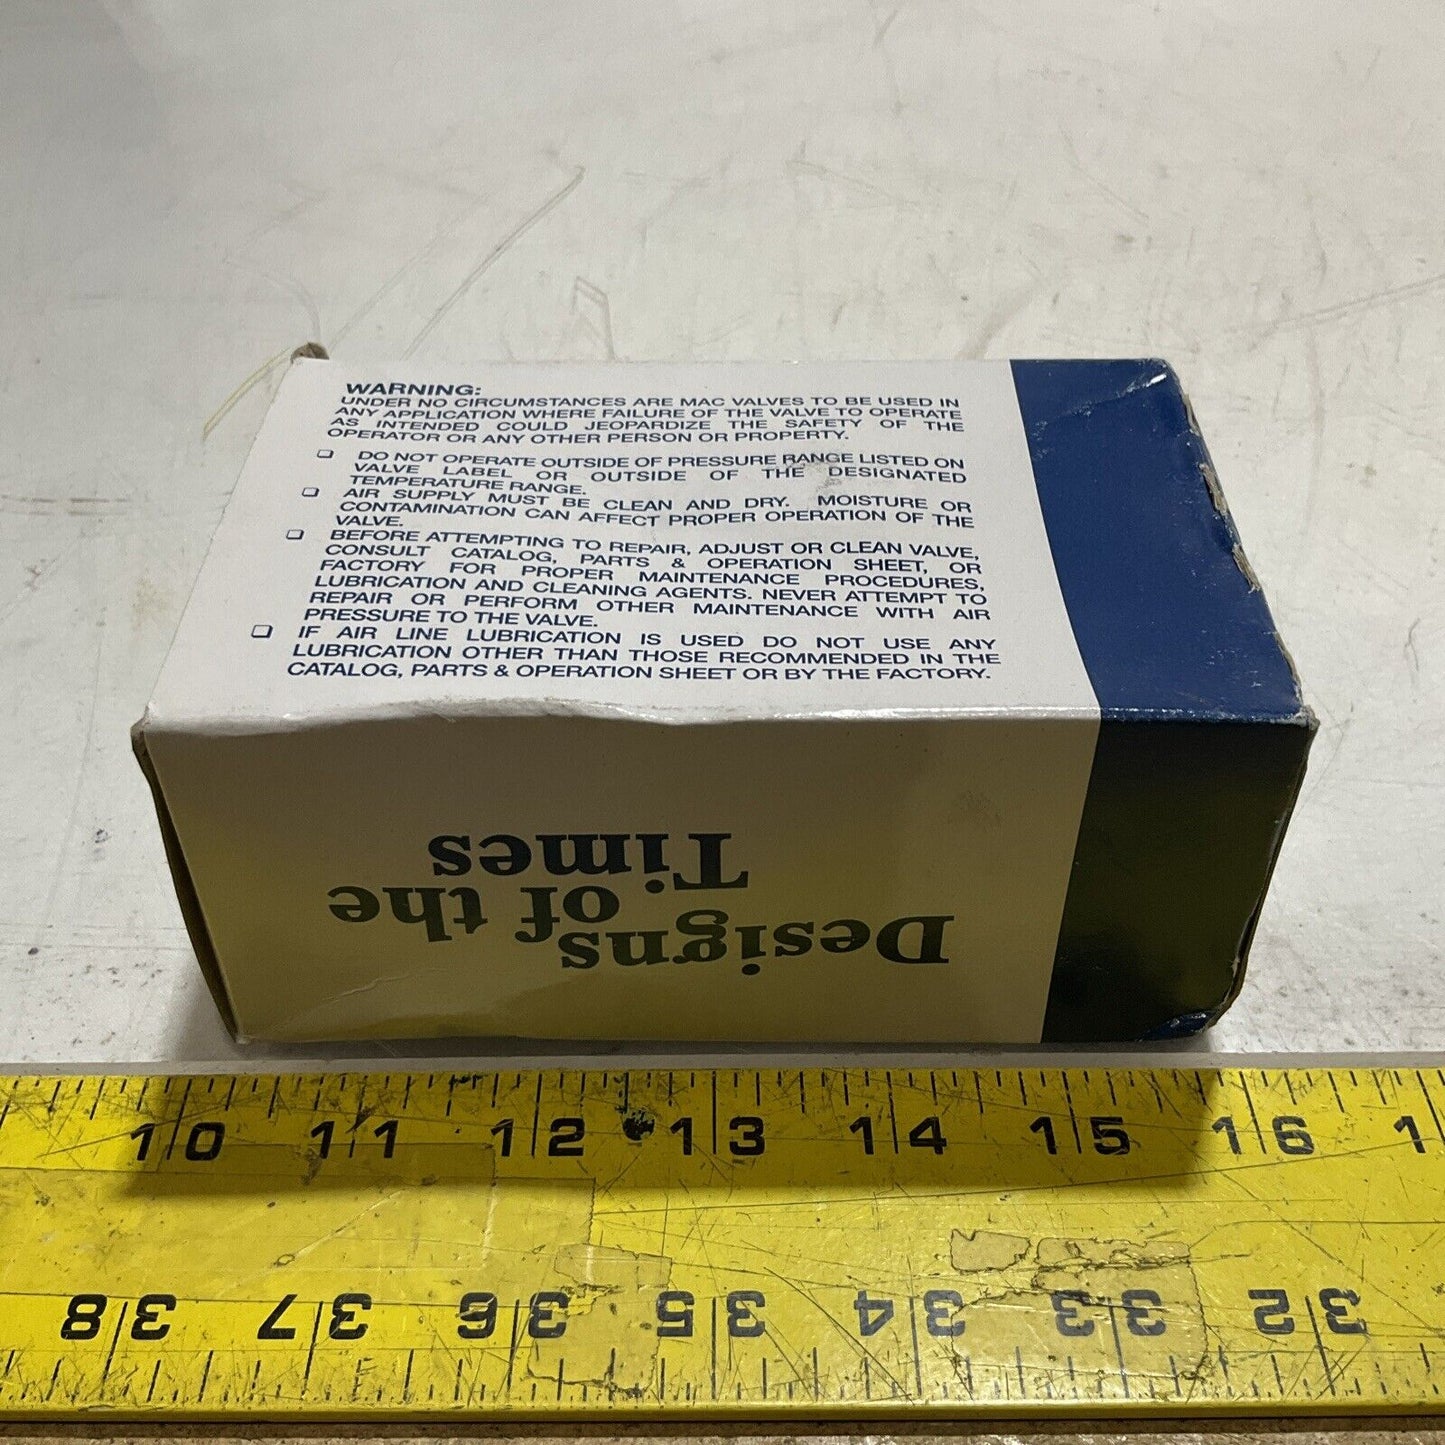 WARNING:
UNDER NO CIRCUMSTANCES ARE MAC VALVES TO BE USED IN
ANY APPLICATION WHERE FAILURE OF THE VALVE TO OPERATE
AS INTENDED COULD JEOPARDIZE THE SAFETY OF THE
OPERATOR OR ANY OTHER PERSON OR PROPERTY.
❑ DO NOT OPERATE OUTSIDE OF PRESSURE RANGE LISTED ON
VALVE LABEL OR OUTSIDE OF THE DESIGNATED
TEMPERATURE RANGE.
❑ AIR SUPPLY MUST BE CLEAN AND DRY. MOISTURE OR
CONTAMINATION CAN AFFECT PROPER OPERATION OF THE
VALVE.
❑ BEFORE ATTEMPTING TO REPAIR, ADJUST OR CLEAN VALVE,
CONSULT CATALOG, PARTS & OPERATION SHEET, OR
FACTORY FOR PROPER MAINTENANCE PROCEDURES,
LUBRICATION AND CLEANING AGENTS. NEVER ATTEMPT TO
REPAIR OR PERFORM OTHER MAINTENANCE WITH AIR
PRESSURE TO THE VALVE.
❑ IF AIR LINE LUBRICATION IS USED DO NOT USE ANY
LUBRICATION OTHER THAN THOSE RECOMMENDED IN THE
CATALOG, PARTS & OPERATION SHEET OR BY THE FACTORY.
Designs
of the
Times
10 11 12 13 14 15 16 1
38 37 36 35 34 33 32